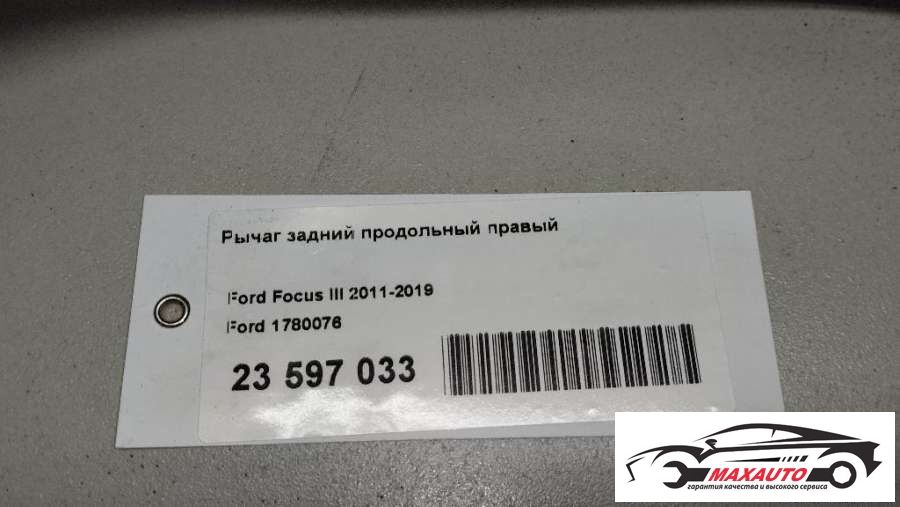 Рычаг задний продольный правый
Ford Focus III 2011-2019
Ford 1780076
23 597 033
MAXAUTO
гарантия качества и высокого сервиса